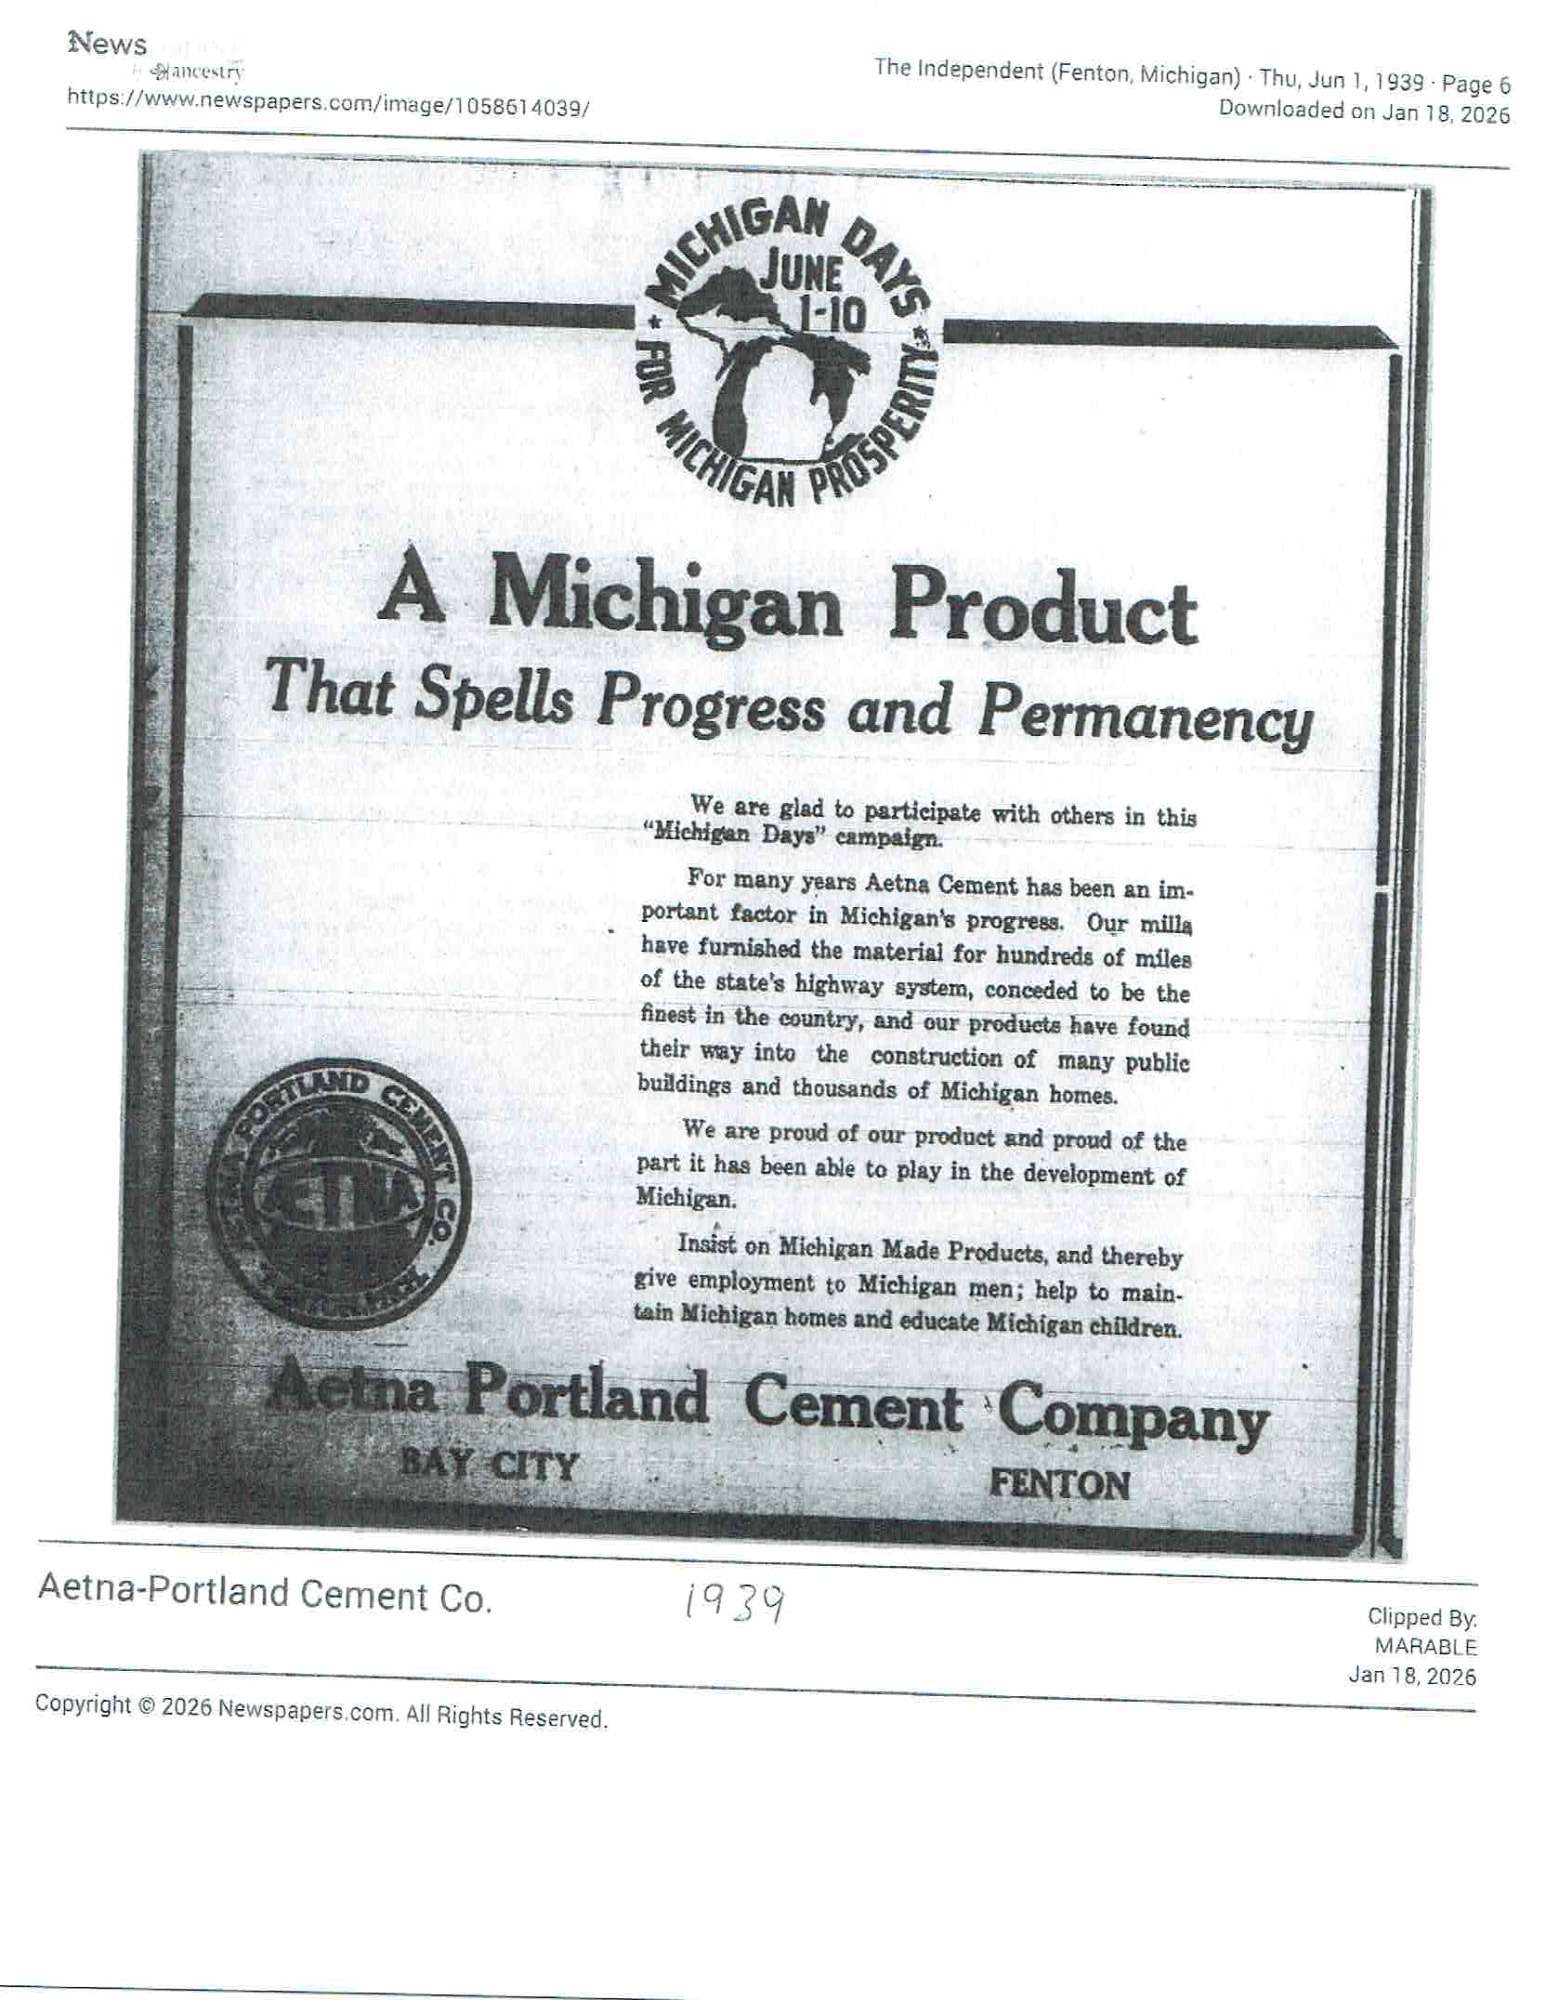 News
ancestry
https://www.newspapers.com/image/1058614039/
The Independent (Fenton, Michigan) · Thu, Jun 1, 1939 · Page 6
Downloaded on Jan 18, 2026
MICHIGAN DAYS
JUNE
1-10
FOR MICHIGAN PROSPERITY
A Michigan Product
That Spells Progress and Permanency
We are glad to participate with others in this
“Michigan Days” campaign.
For many years Aetna Cement has been an im-
portant factor in Michigan's progress. Our mills
have furnished the material for hundreds of miles
of the state's highway system, conceded to be the
finest in the country, and our products have found
their way into the construction of many public
buildings and thousands of Michigan homes.
We are proud of our product and proud of the
part it has been able to play in the development of
Michigan.
Insist on Michigan Made Products, and thereby
give employment to Michigan men; help to main-
tain Michigan homes and educate Michigan children.
PORTLAND CEMENT CO.
AETNA
Aetna Portland Cement Company
BAY CITY
FENTON
Aetna-Portland Cement Co.
1939
Clipped By:
MARABLE
Jan 18, 2026
Copyright © 2026 Newspapers.com. All Rights Reserved.